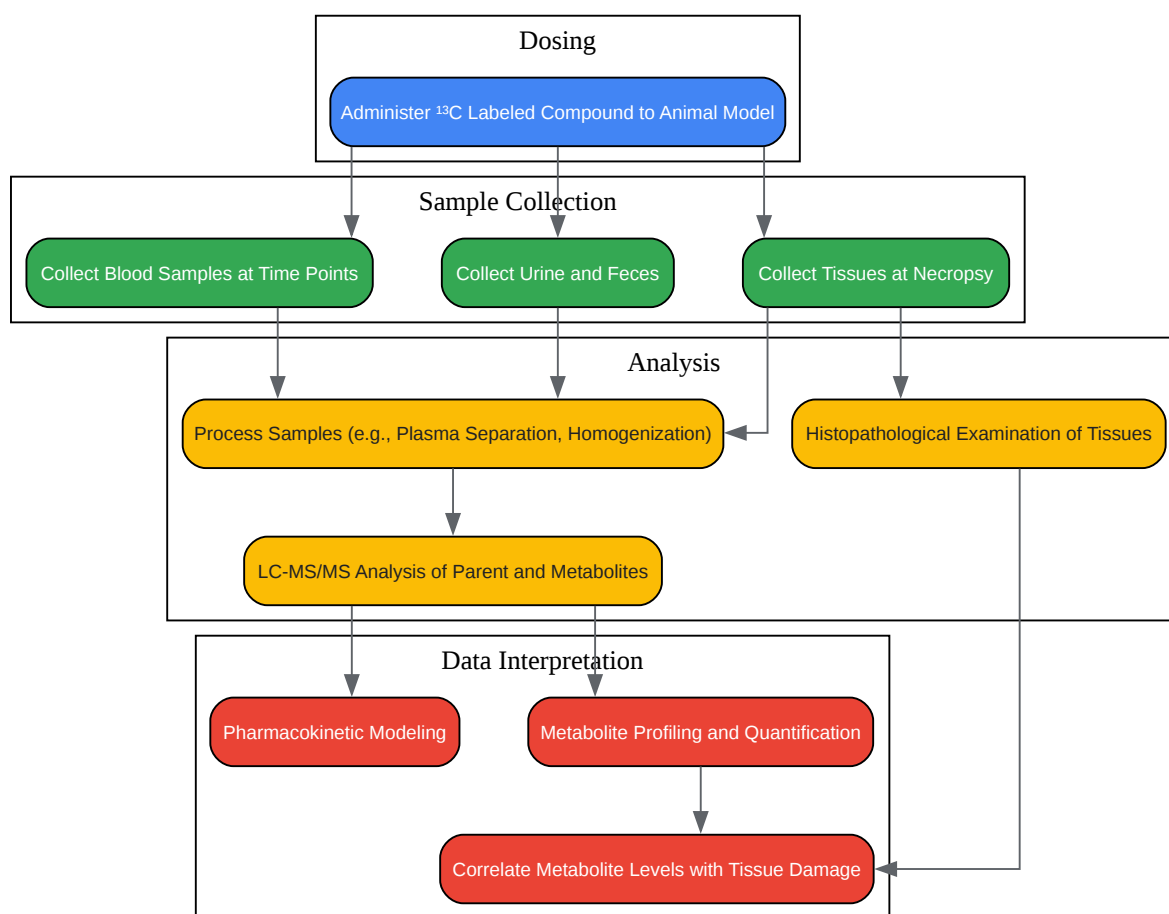 Dosing
Administer ¹³C Labeled Compound to Animal Model
Sample Collection
Collect Blood Samples at Time Points
Collect Urine and Feces
Collect Tissues at Necropsy
Analysis
Process Samples (e.g., Plasma Separation, Homogenization)
Histopathological Examination of Tissues
LC-MS/MS Analysis of Parent and Metabolites
Data Interpretation
Pharmacokinetic Modeling
Metabolite Profiling and Quantification
Correlate Metabolite Levels with Tissue Damage